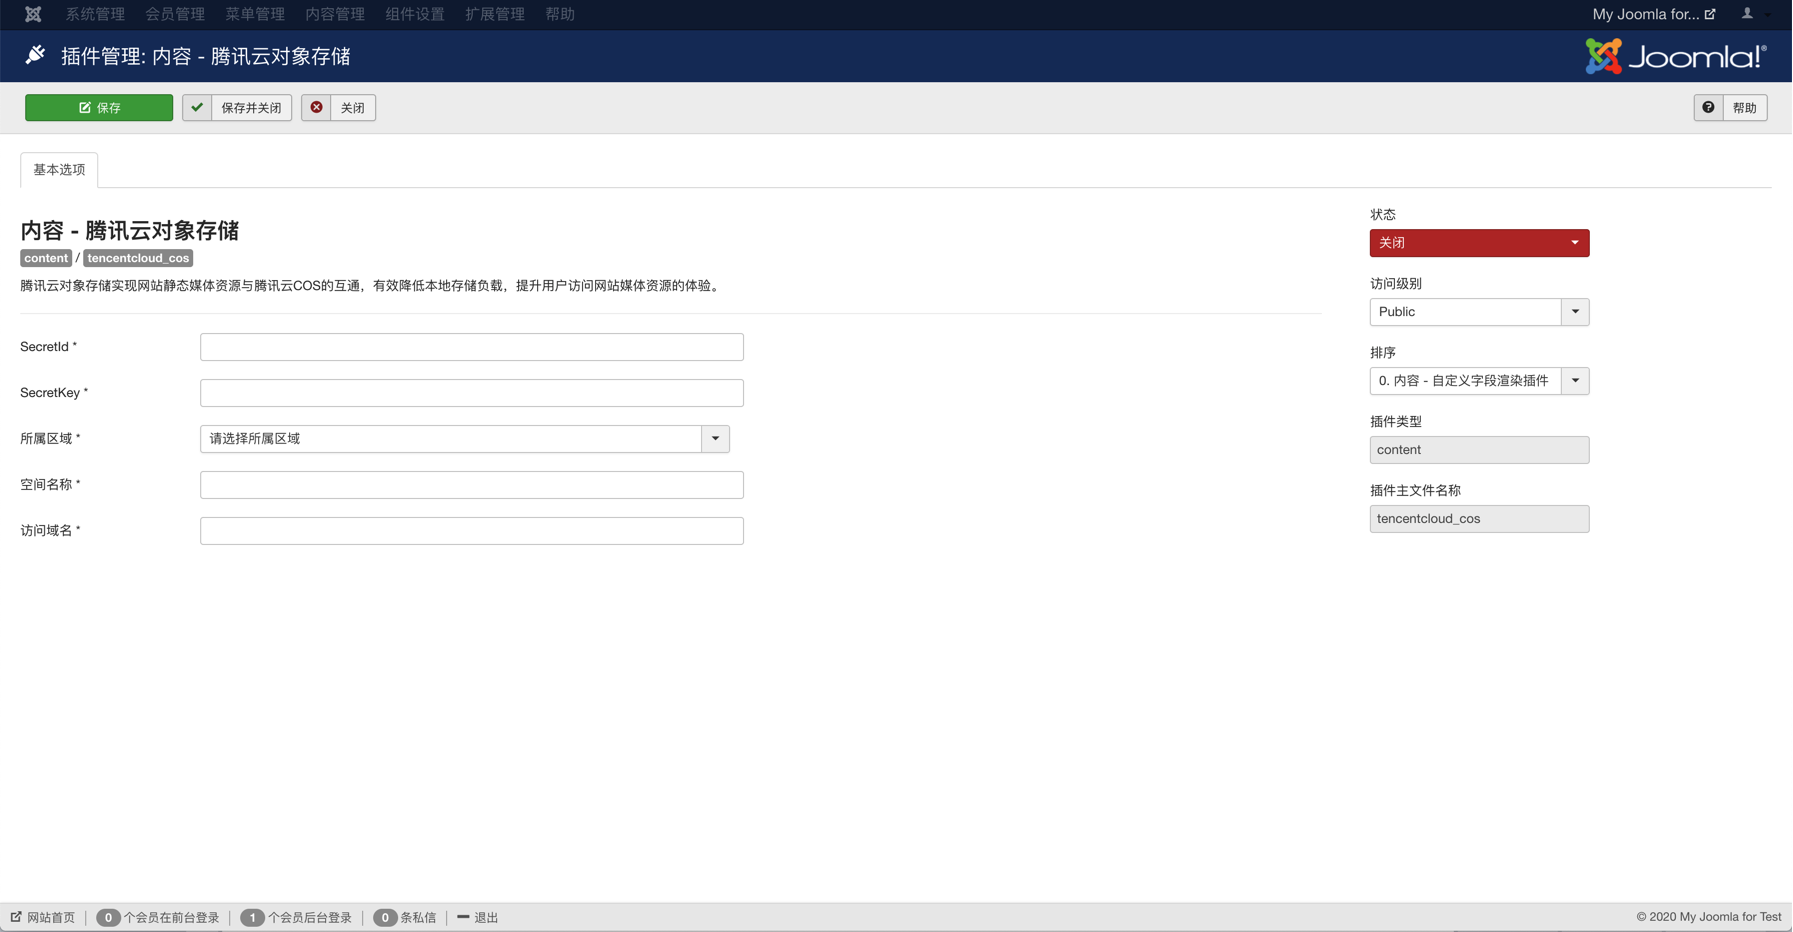 系统管理 会员管理 菜单管理 内容管理 组件设置 扩展管理 帮助 My Joomla for...
插件管理: 内容 - 腾讯云对象存储 Joomla!®
保存 保存并关闭 关闭 帮助
基本选项
内容 - 腾讯云对象存储
content / tencentcloud_cos
腾讯云对象存储实现网站静态媒体资源与腾讯云COS的互通，有效降低本地存储负载，提升用户访问网站媒体资源的体验。
SecretId *
SecretKey *
所属区域 * 请选择所属区域
空间名称 *
访问域名 *
状态
关闭
访问级别
Public
排序
0. 内容 - 自定义字段渲染插件
插件类型
content
插件主文件名称
tencentcloud_cos
网站首页 0 个会员在前台登录 1 个会员后台登录 0 条私信 退出 © 2020 My Joomla for Test